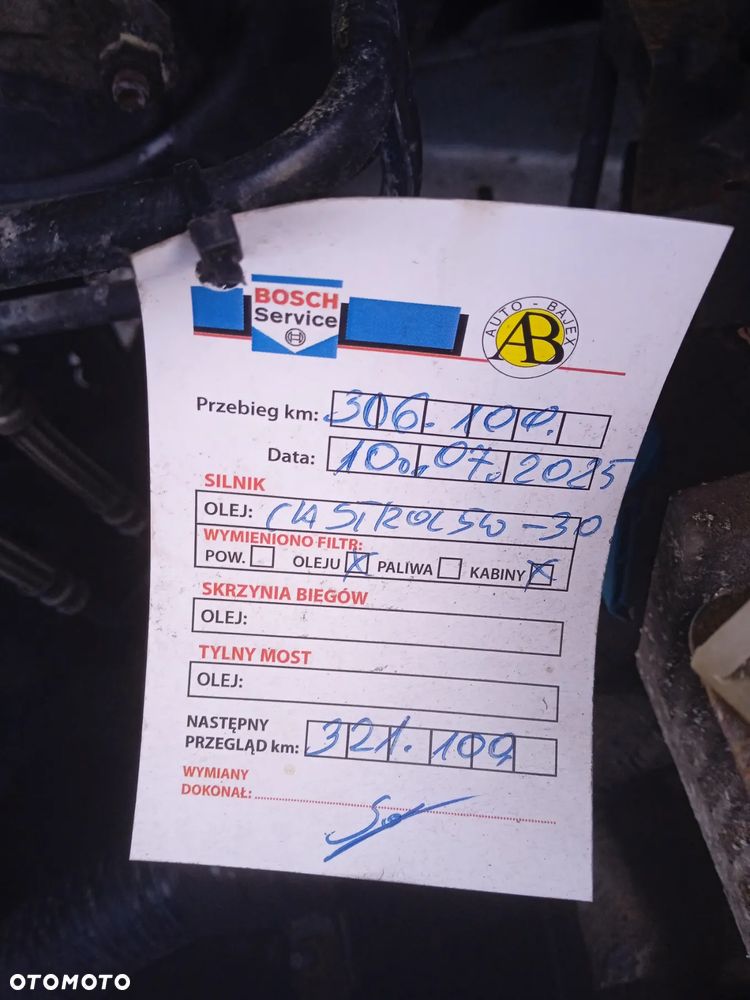 BOSCH
Service
AUTO - BAJEX
AB
Przebieg km: 306.100.
Data: 10.07.2025
SILNIK
OLEJ: CASTROL 5W-30
WYMIENIONO FILTR:
POW. OLEJU X PALIWA KABINY X
SKRZYNIA BIEGÓW
OLEJ:
TYLNY MOST
OLEJ:
NASTĘPNY
PRZEGLĄD km: 321.100
WYMIANY
DOKONAŁ:
OTOMOTO